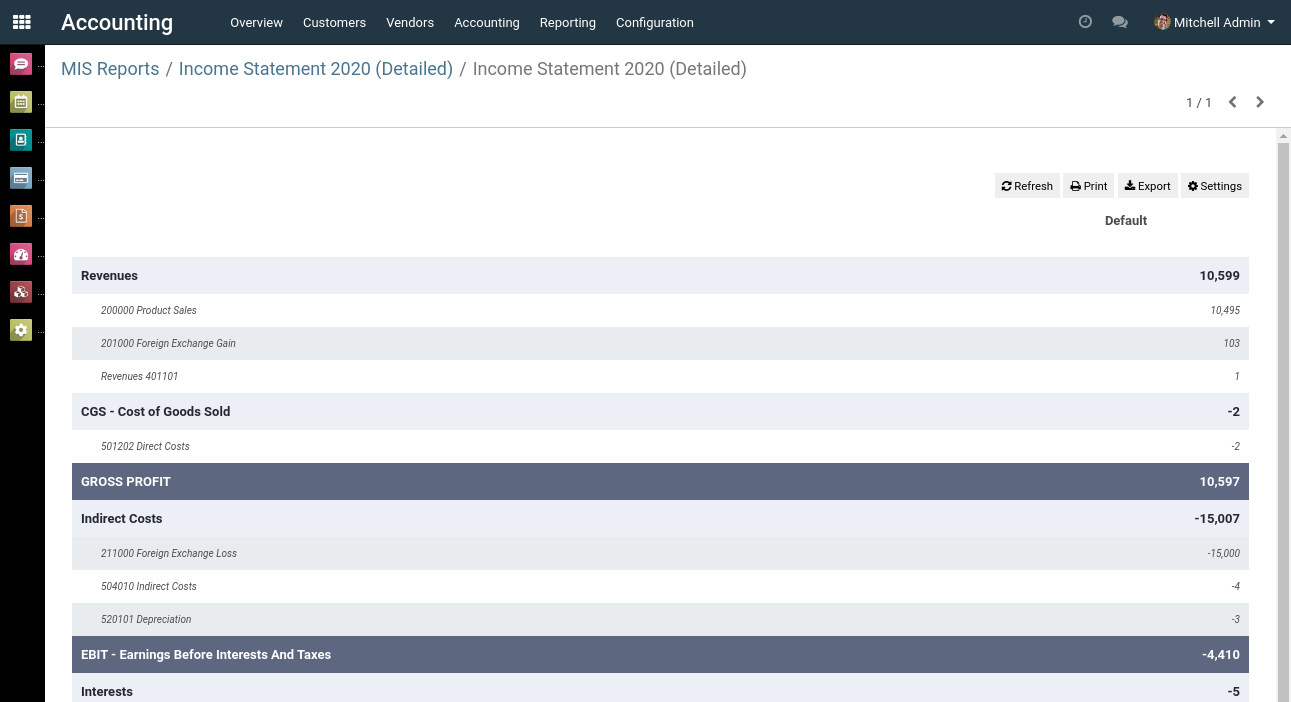 Accounting Overview Customers Vendors Accounting Reporting Configuration Mitchell Admin
MIS Reports / Income Statement 2020 (Detailed) / Income Statement 2020 (Detailed)
1 / 1
Refresh Print Export Settings
Default
Revenues 10,599
200000 Product Sales 10,495
201000 Foreign Exchange Gain 103
Revenues 401101 1
CGS - Cost of Goods Sold -2
501202 Direct Costs -2
GROSS PROFIT 10,597
Indirect Costs -15,007
211000 Foreign Exchange Loss -15,000
504010 Indirect Costs -4
520101 Depreciation -3
EBIT - Earnings Before Interests And Taxes -4,410
Interests -5